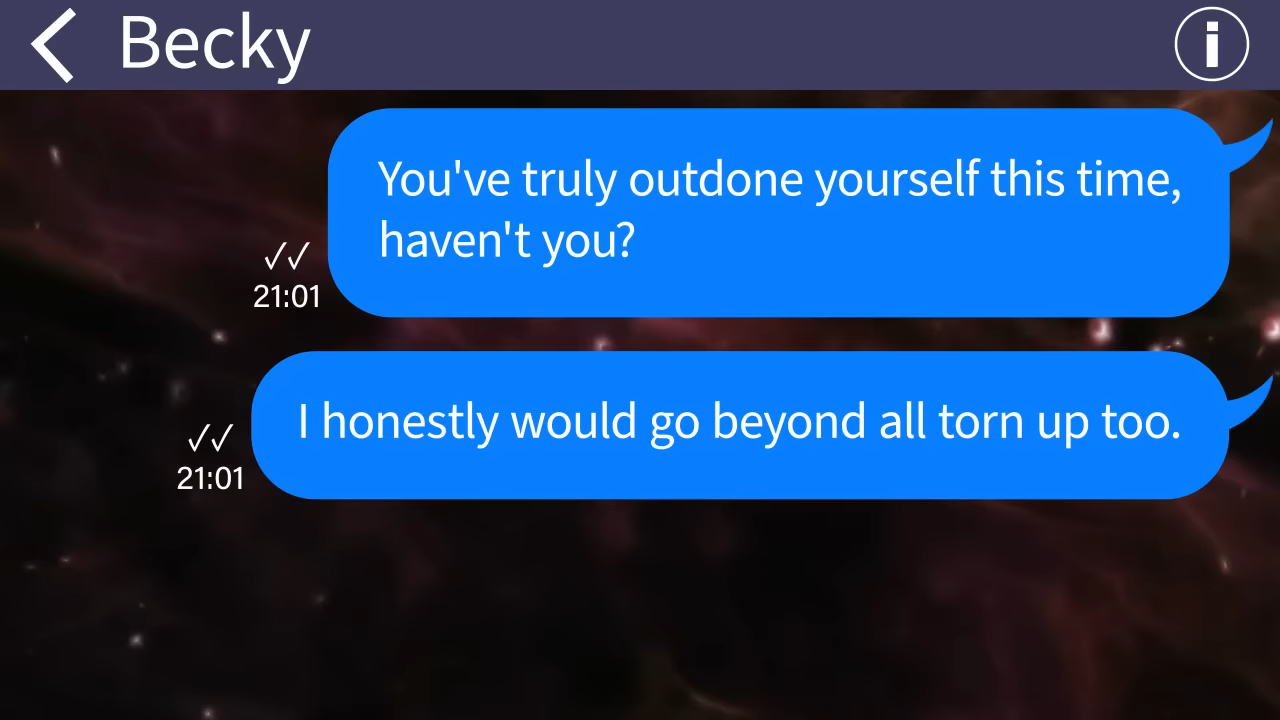 Becky
You've truly outdone yourself this time,
haven't you?
✓✓
21:01
I honestly would go beyond all torn up too.
✓✓
21:01